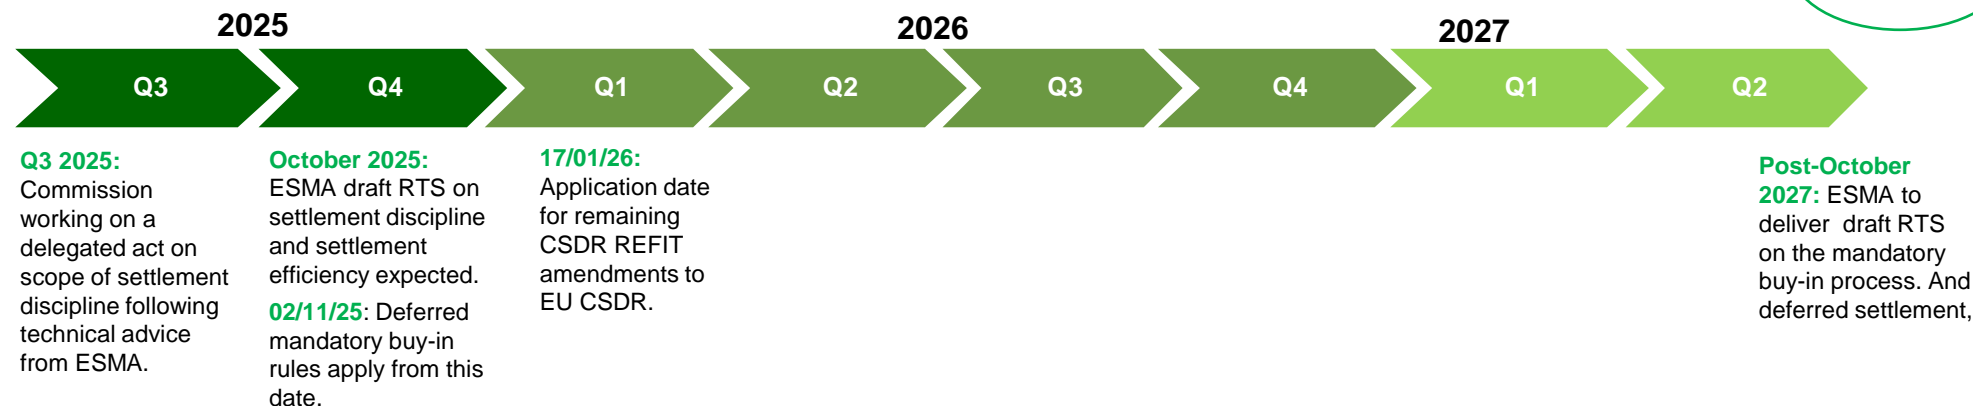 2025
2026
2027
Q3
Q4
Q1
Q2
Q3
Q4
Q1
Q2
Q3 2025:
Commission
working on a
delegated act on
scope of settlement
discipline following
technical advice
from ESMA.
October 2025:
ESMA draft RTS on
settlement discipline
and settlement
efficiency expected.
02/11/25: Deferred
mandatory buy-in
rules apply from this
date.
17/01/26:
Application date
for remaining
CSDR REFIT
amendments to
EU CSDR.
Post-October
2027: ESMA to
deliver draft RTS
on the mandatory
buy-in process. And
deferred settlement,